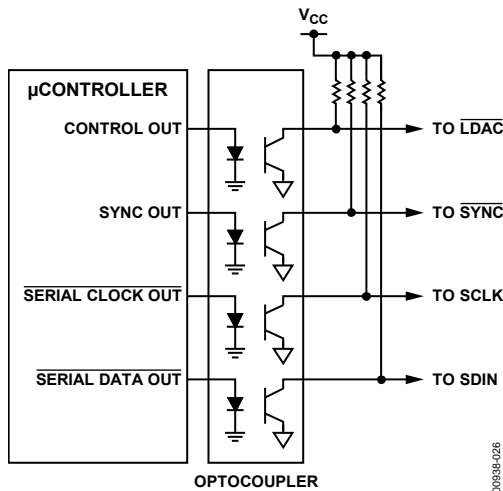 VCC
µCONTROLLER
CONTROL OUT
TO LDAC
SYNC OUT
TO SYNC
SERIAL CLOCK OUT
TO SCLK
SERIAL DATA OUT
TO SDIN
OPTOCOUPLER
00938-026